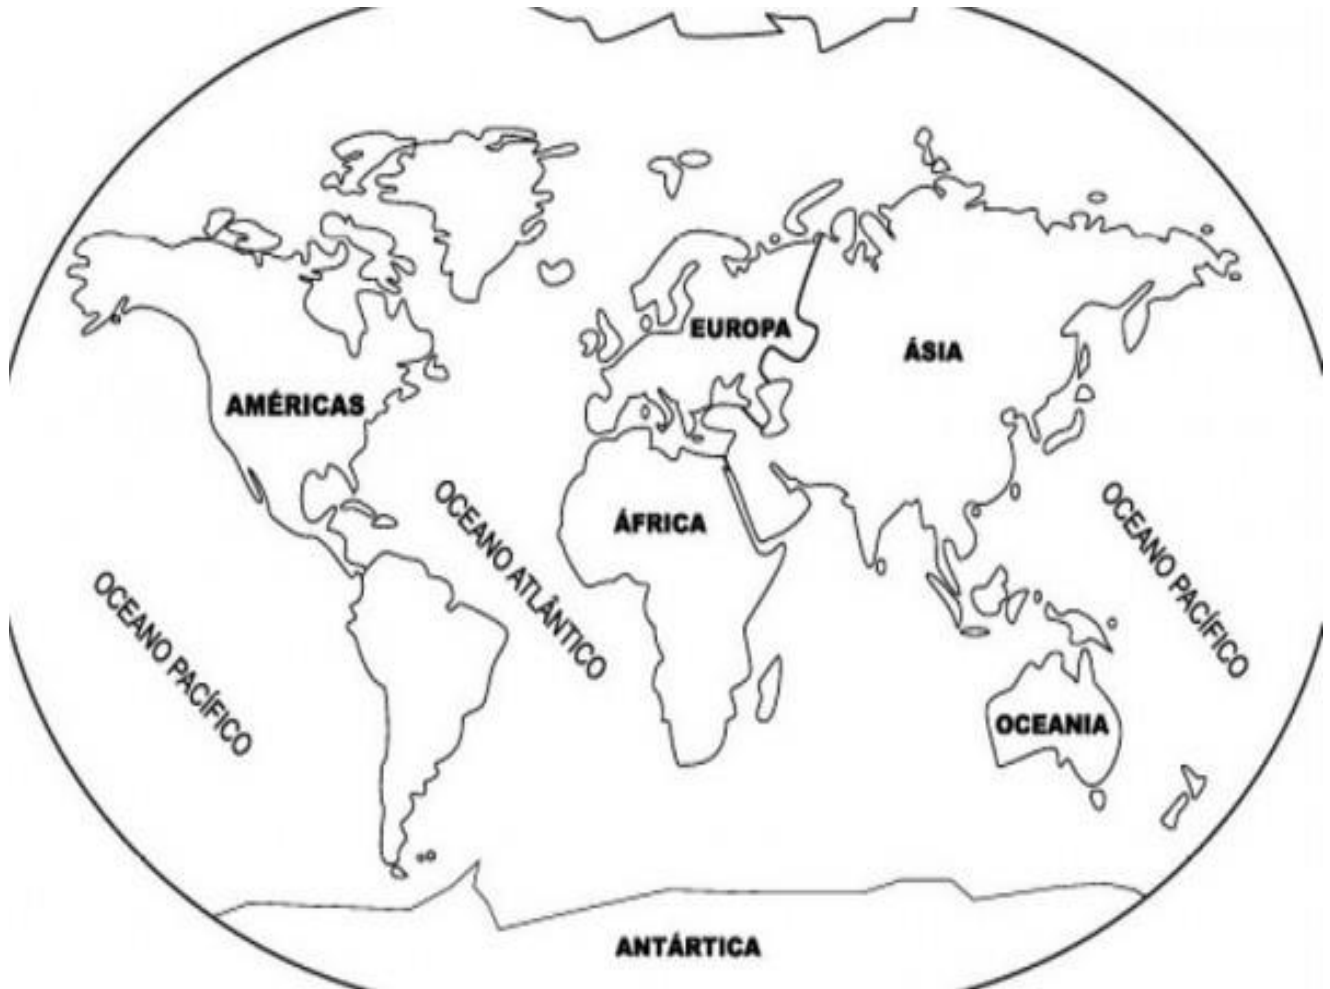 EUROPA
ÁSIA
AMÉRICAS
OCEANO ATLÂNTICO
ÁFRICA
OCEANO PACÍFICO
OCEANO PACÍFICO
OCEANIA
ANTÁRTICA